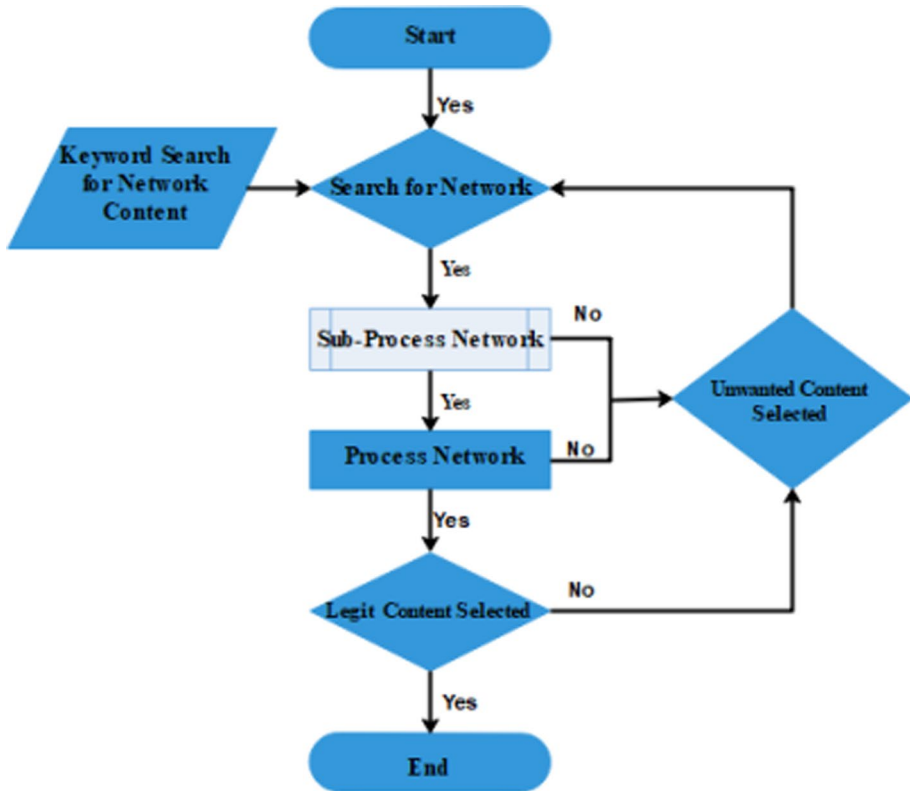 Start
Yes
Keyword Search
for Network
Content
Search for Network
Yes
Sub-Process Network
No
Unwanted Content
Selected
Yes
Process Network
No
Yes
Legit Content Selected
No
Yes
End